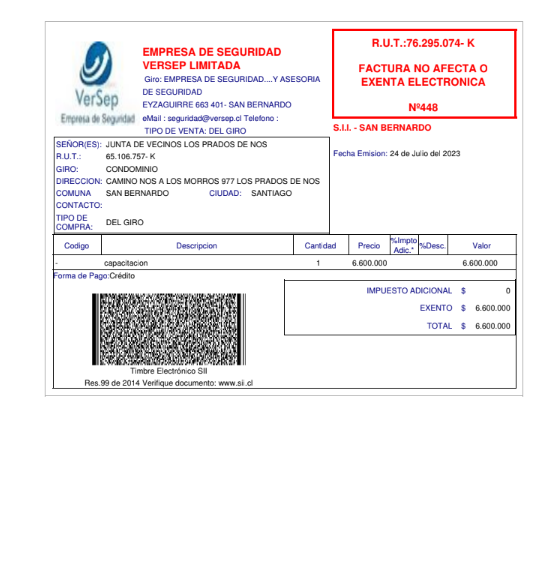 VerSep
Empresa de Seguridad
EMPRESA DE SEGURIDAD
VERSEP LIMITADA
Giro: EMPRESA DE SEGURIDAD....Y ASESORIA
DE SEGURIDAD
EYZAGUIRRE 663 401- SAN BERNARDO
eMail : seguridad@versep.cl Telefono :
TIPO DE VENTA: DEL GIRO
R.U.T.:76.295.074- K
FACTURA NO AFECTA O
EXENTA ELECTRONICA
Nº448
S.I.I. - SAN BERNARDO
Fecha Emision: 24 de Julio del 2023
SEÑOR(ES): JUNTA DE VECINOS LOS PRADOS DE NOS
R.U.T.: 65.106.757- K
GIRO: CONDOMINIO
DIRECCION: CAMINO NOS A LOS MORROS 977 LOS PRADOS DE NOS
COMUNA SAN BERNARDO CIUDAD: SANTIAGO
CONTACTO:
TIPO DE
COMPRA: DEL GIRO
Codigo Descripcion Cantidad Precio %Impto Adic.* %Desc. Valor
- capacitacion 1 6.600.000 6.600.000
Forma de Pago:Crédito
IMPUESTO ADICIONAL $ 0
EXENTO $ 6.600.000
TOTAL $ 6.600.000
Timbre Electrónico SII
Res.99 de 2014 Verifique documento: www.sii.cl